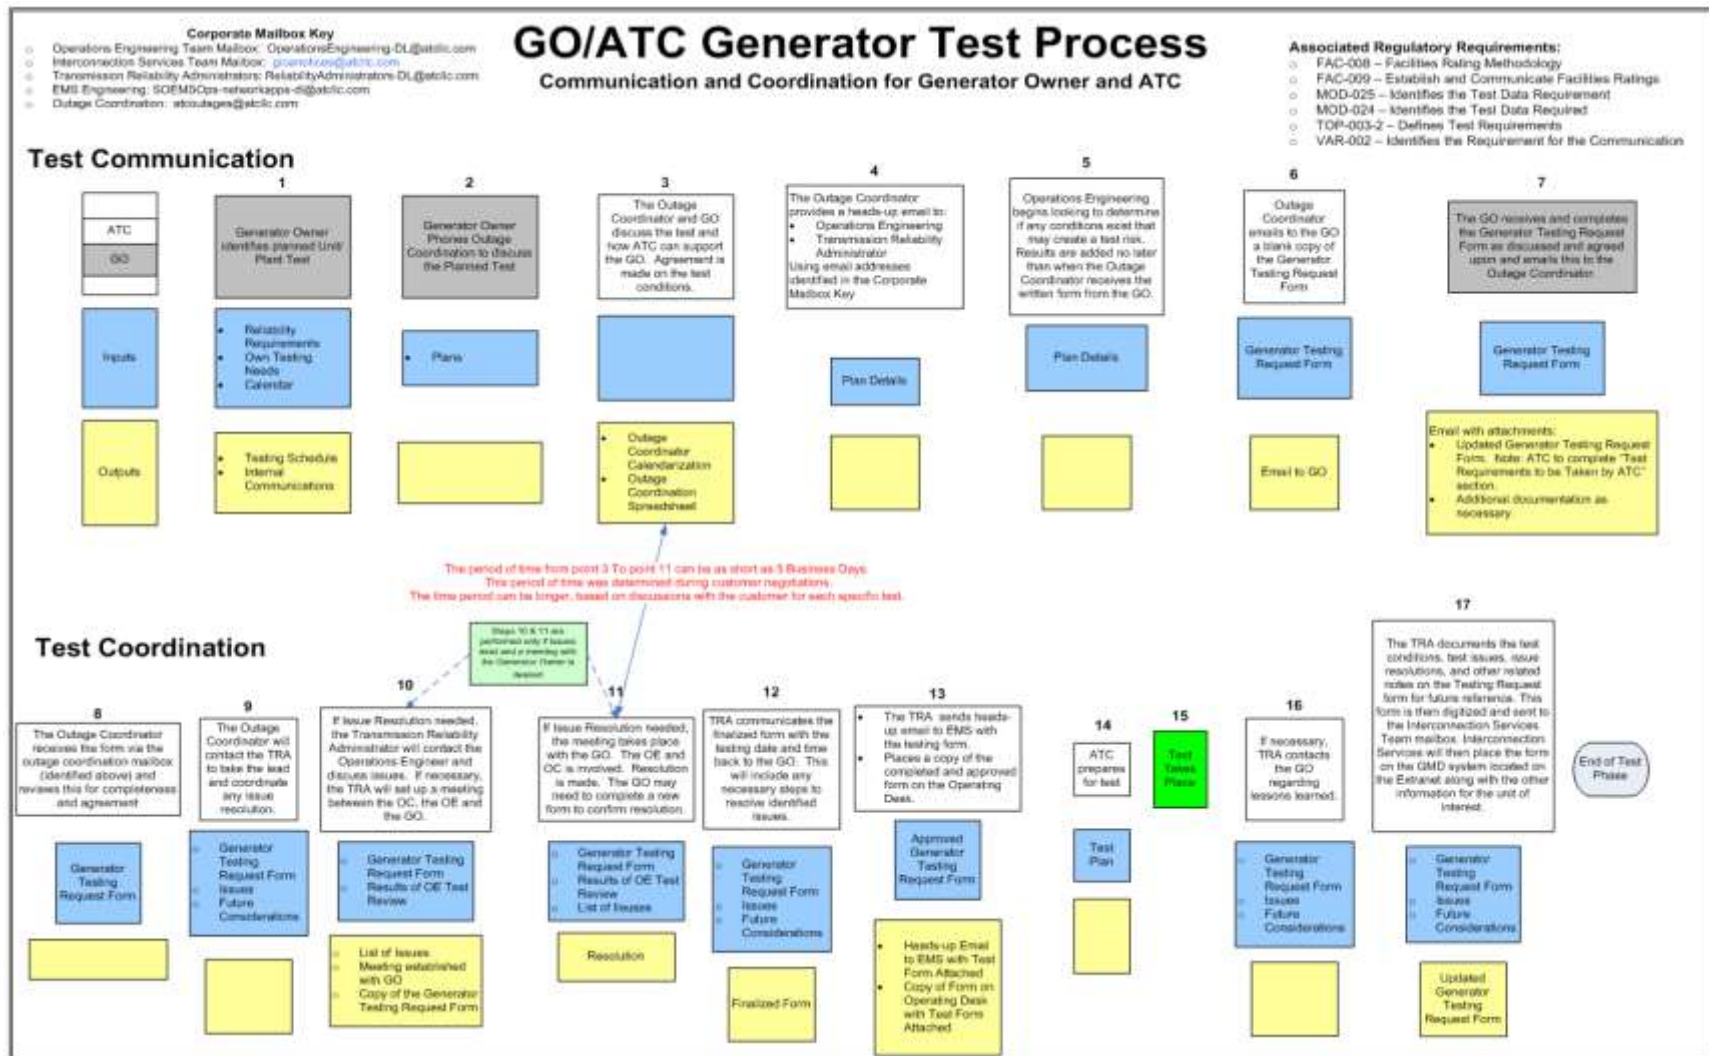 GO/ATC Generator Test Process
Communication and Coordination for Generator Owner and ATC
Corporate Mailbox Key
Operations Engineering Team Mailbox: OperationsEngineering-DL@atcllc.com
Interconnection Services Team Mailbox:
Transmission Reliability Administrators: ReliabilityAdministrators-DL@atcllc.com
EMS Engineering: SOEMSOps-networkapps-dl@atcllc.com
Outage Coordination: atcoutages@atcllc.com
Associated Regulatory Requirements:
FAC-008 – Facilities Rating Methodology
FAC-009 – Establish and Communicate Facilities Ratings
MOD-025 – Identifies the Test Data Requirement
MOD-024 – Identifies the Test Data Required
TOP-003-2 – Defines Test Requirements
VAR-002 – Identifies the Requirement for the Communication
Test Communication
ATC
GO
Inputs
Outputs
1
Generator Owner
identifies planned Unit/
Plant Test
Reliability
Requirements
Own Testing
Needs
Calendar
Testing Schedule
Internal
Communications
2
Generator Owner
Phones Outage
Coordination to discuss
the Planned Test
Plans
3
The Outage
Coordinator and GO
discuss the test and
how ATC can support
the GO. Agreement is
made on the test
conditions.
Outage
Coordinator
Calendarization
Outage
Coordination
Spreadsheet
4
The Outage Coordinator
provides a heads-up email to:
Operations Engineering
Transmission Reliability
Administrator
Using email addresses
identified in the Corporate
Mailbox Key
Plan Details
5
Operations Engineering
begins looking to determine
if any conditions exist that
may create a test risk.
Results are added no later
than when the Outage
Coordinator receives the
written form from the GO.
Plan Details
6
Outage
Coordinator
emails to the GO
a blank copy of
the Generator
Testing Request
Form
Generator Testing
Request Form
Email to GO
7
The GO receives and completes
the Generator Testing Request
Form as discussed and agreed
upon and emails this to the
Outage Coordinator
Generator Testing
Request Form
Email with attachments:
Updated Generator Testing Request
Form. Note: ATC to complete "Test
Requirements to be Taken by ATC"
section.
Additional documentation as
necessary
The period of time from point 3 To point 11 can be as short as 5 Business Days.
This period of time was determined during customer negotiations.
The time period can be longer, based on discussions with the customer for each specific test.
Test Coordination
Steps 10 & 11 are
performed only if issues
exist and a meeting with
the Generator Owner is
desired
8
The Outage Coordinator
receives the form via the
outage coordination mailbox
(identified above) and
reviews this for completeness
and agreement
Generator
Testing
Request Form
9
The Outage
Coordinator will
contact the TRA
to take the lead
and coordinate
any issue
resolution.
Generator
Testing
Request Form
Issues
Future
Considerations
10
If Issue Resolution needed,
the Transmission Reliability
Administrator will contact the
Operations Engineer and
discuss issues. If necessary,
the TRA will set up a meeting
between the OC, the OE and
the GO.
Generator Testing
Request Form
Results of OE Test
Review
List of Issues
Meeting established
with GO
Copy of the Generator
Testing Request Form
11
If Issue Resolution needed,
the meeting takes place
with the GO. The OE and
OC is involved. Resolution
is made. The GO may
need to complete a new
form to confirm resolution.
Generator Testing
Request Form
Results of OE Test
Review
List of Issues
Resolution
12
TRA communicates the
finalized form with the
testing date and time
back to the GO. This
will include any
necessary steps to
resolve identified
issues.
Generator
Testing
Request Form
Issues
Future
Considerations
Finalized Form
13
The TRA sends heads-
up email to EMS with
the testing form.
Places a copy of the
completed and approved
form on the Operating
Desk.
Approved
Generator
Testing
Request Form
Heads-up Email
to EMS with Test
Form Attached
Copy of Form on
Operating Desk
with Test Form
Attached
14
ATC
prepares
for test
Test
Plan
15
Test
Takes
Place
16
If necessary,
TRA contacts
the GO
regarding
lessons learned.
Generator
Testing
Request Form
Issues
Future
Considerations
17
The TRA documents the test
conditions, test issues, issue
resolutions, and other related
notes on the Testing Request
form for future reference. This
form is then digitized and sent to
the Interconnection Services
Team mailbox. Interconnection
Services will then place the form
on the GMD system located on
the Extranet along with the other
information for the unit of
interest.
Generator
Testing
Request Form
Issues
Future
Considerations
Updated
Generator
Testing
Request Form
End of Test
Phase